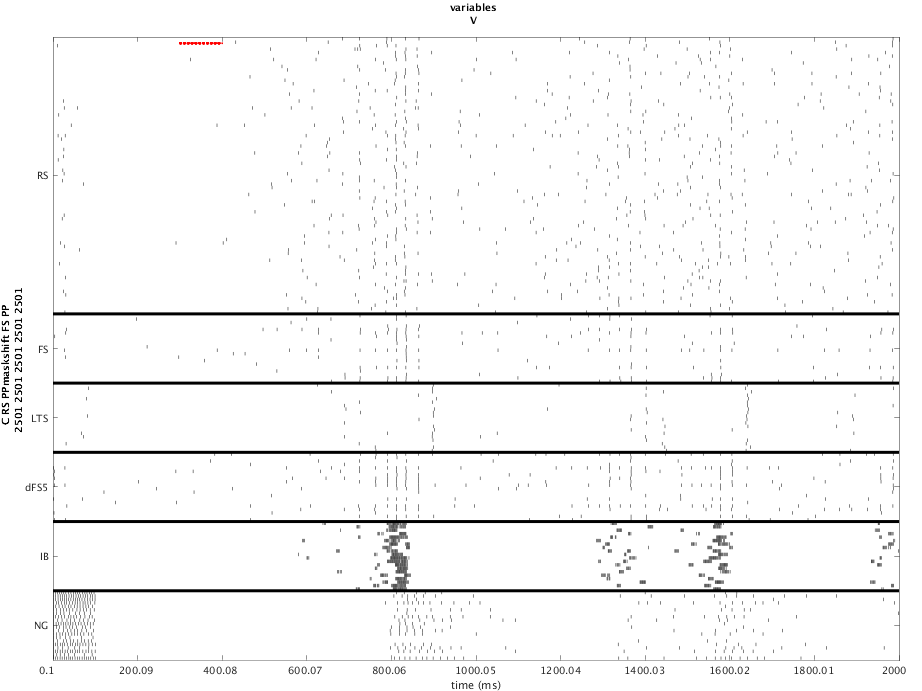 variables
V
C RS PPmaskshift FS PP
2501 2501 2501 2501 2501
RS
FS
LTS
dFS5
IB
NG
0.1 200.09 400.08 600.07 800.06 1000.05 1200.04 1400.03 1600.02 1800.01 2000
time (ms)